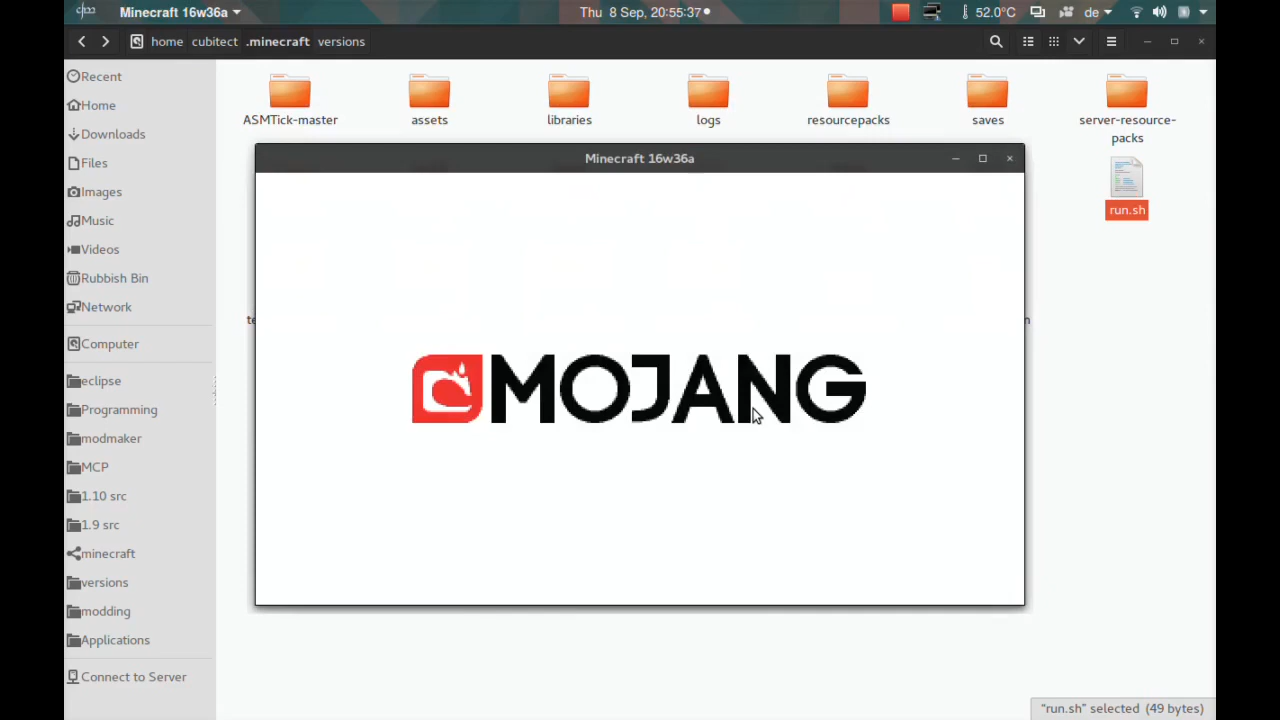 Minecraft 16w36a
Thu 8 Sep, 20:55:37
52.0°C
de
home
cubitect
.minecraft
versions
Recent
Home
Downloads
Files
Images
Music
Videos
Rubbish Bin
Network
Computer
eclipse
Programming
modmaker
MCP
1.10 src
1.9 src
minecraft
versions
modding
Applications
Connect to Server
ASMTick-master
assets
libraries
logs
resourcepacks
saves
server-resource-
packs
run.sh
Minecraft 16w36a
MOJANG
"run.sh" selected (49 bytes)